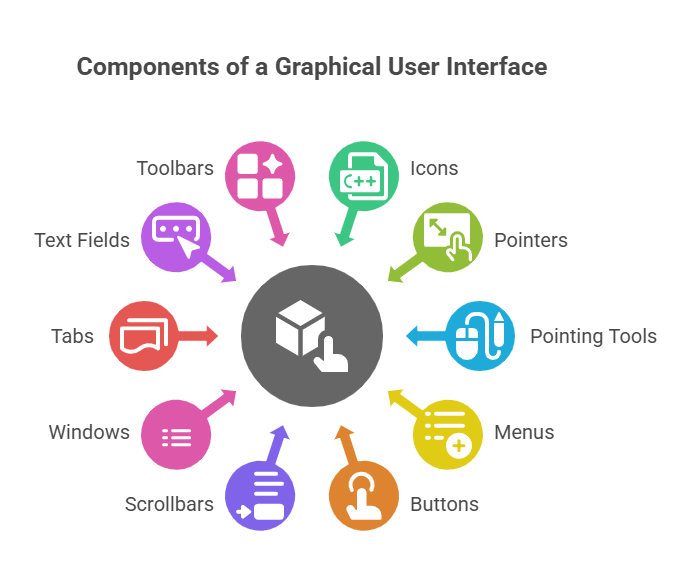 Components of a Graphical User Interface
Toolbars
Icons
C++
Text Fields
Pointers
Tabs
Pointing Tools
Windows
Menus
Scrollbars
Buttons